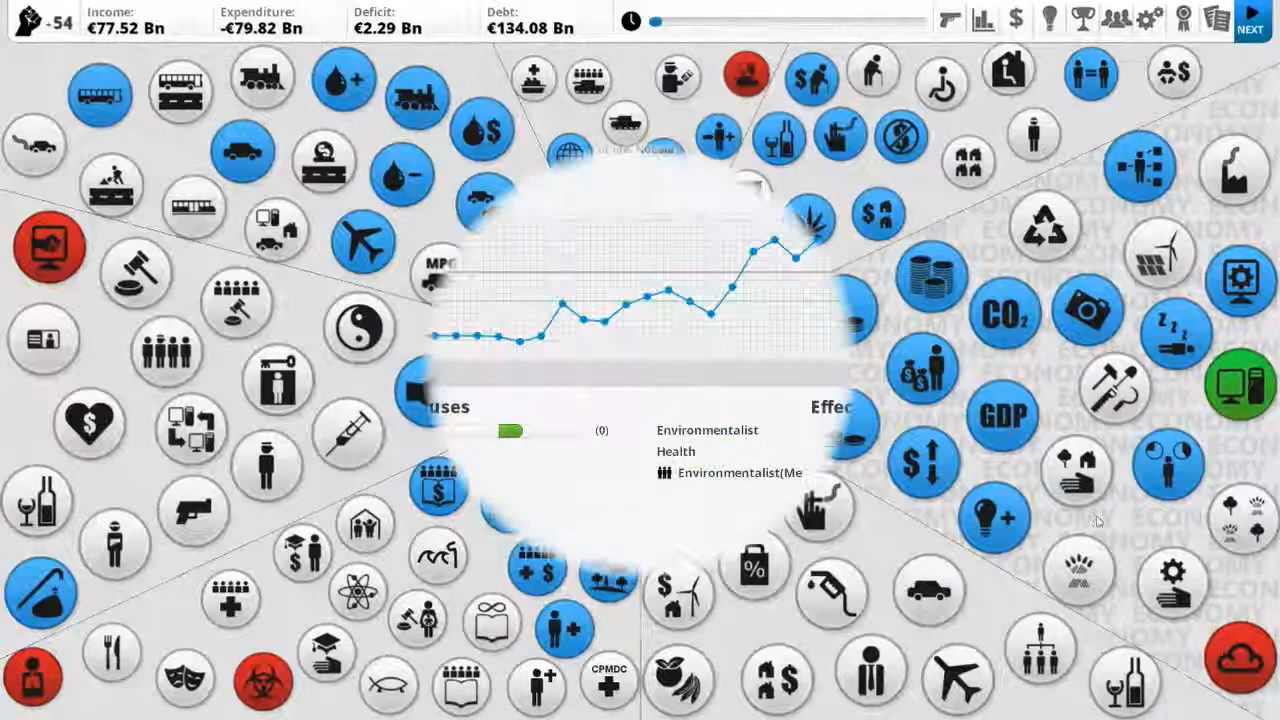 Income:
Expenditure:
Deficit:
Debt:
-54
€77.52 Bn
-€79.82 Bn
€2.29 Bn
€134.08 Bn
NEXT
MPG
CO₂
GDP
uses
Effec
(0)
Environmentalist
Health
Environmentalist(Me
CPMDC
ECONOMY